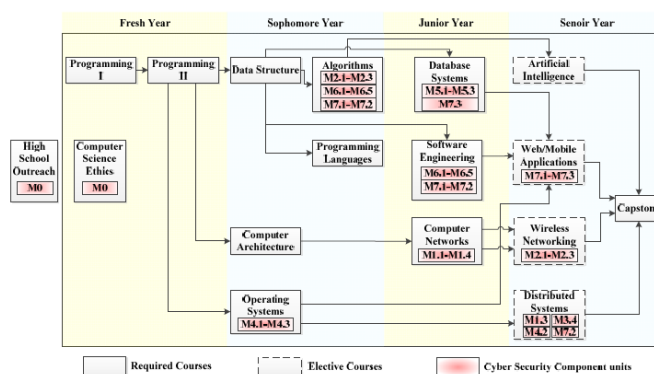 Fresh Year
Sophomore Year
Junior Year
Senoir Year
Programming
I
Programming
II
Data Structure
Algorithms
M2.1-M2.3
M6.1-M6.5
M7.1-M7.2
Database
Systems
M5.1-M5.3
M7.3
Artificial
Intelligence
High
School
Outreach
M0
Computer
Science
Ethics
M0
Programming
Languages
Software
Engineering
M6.1-M6.5
M7.1-M7.2
Web/Mobile
Applications
M7.1-M7.3
Capston
Computer
Architecture
Computer
Networks
M1.1-M1.4
Wireless
Networking
M2.1-M2.3
Operating
Systems
M4.1-M4.3
Distributed
Systems
M1.3 M3.4
M4.2 M7.2
Required Courses
Elective Courses
Cyber Security Component units